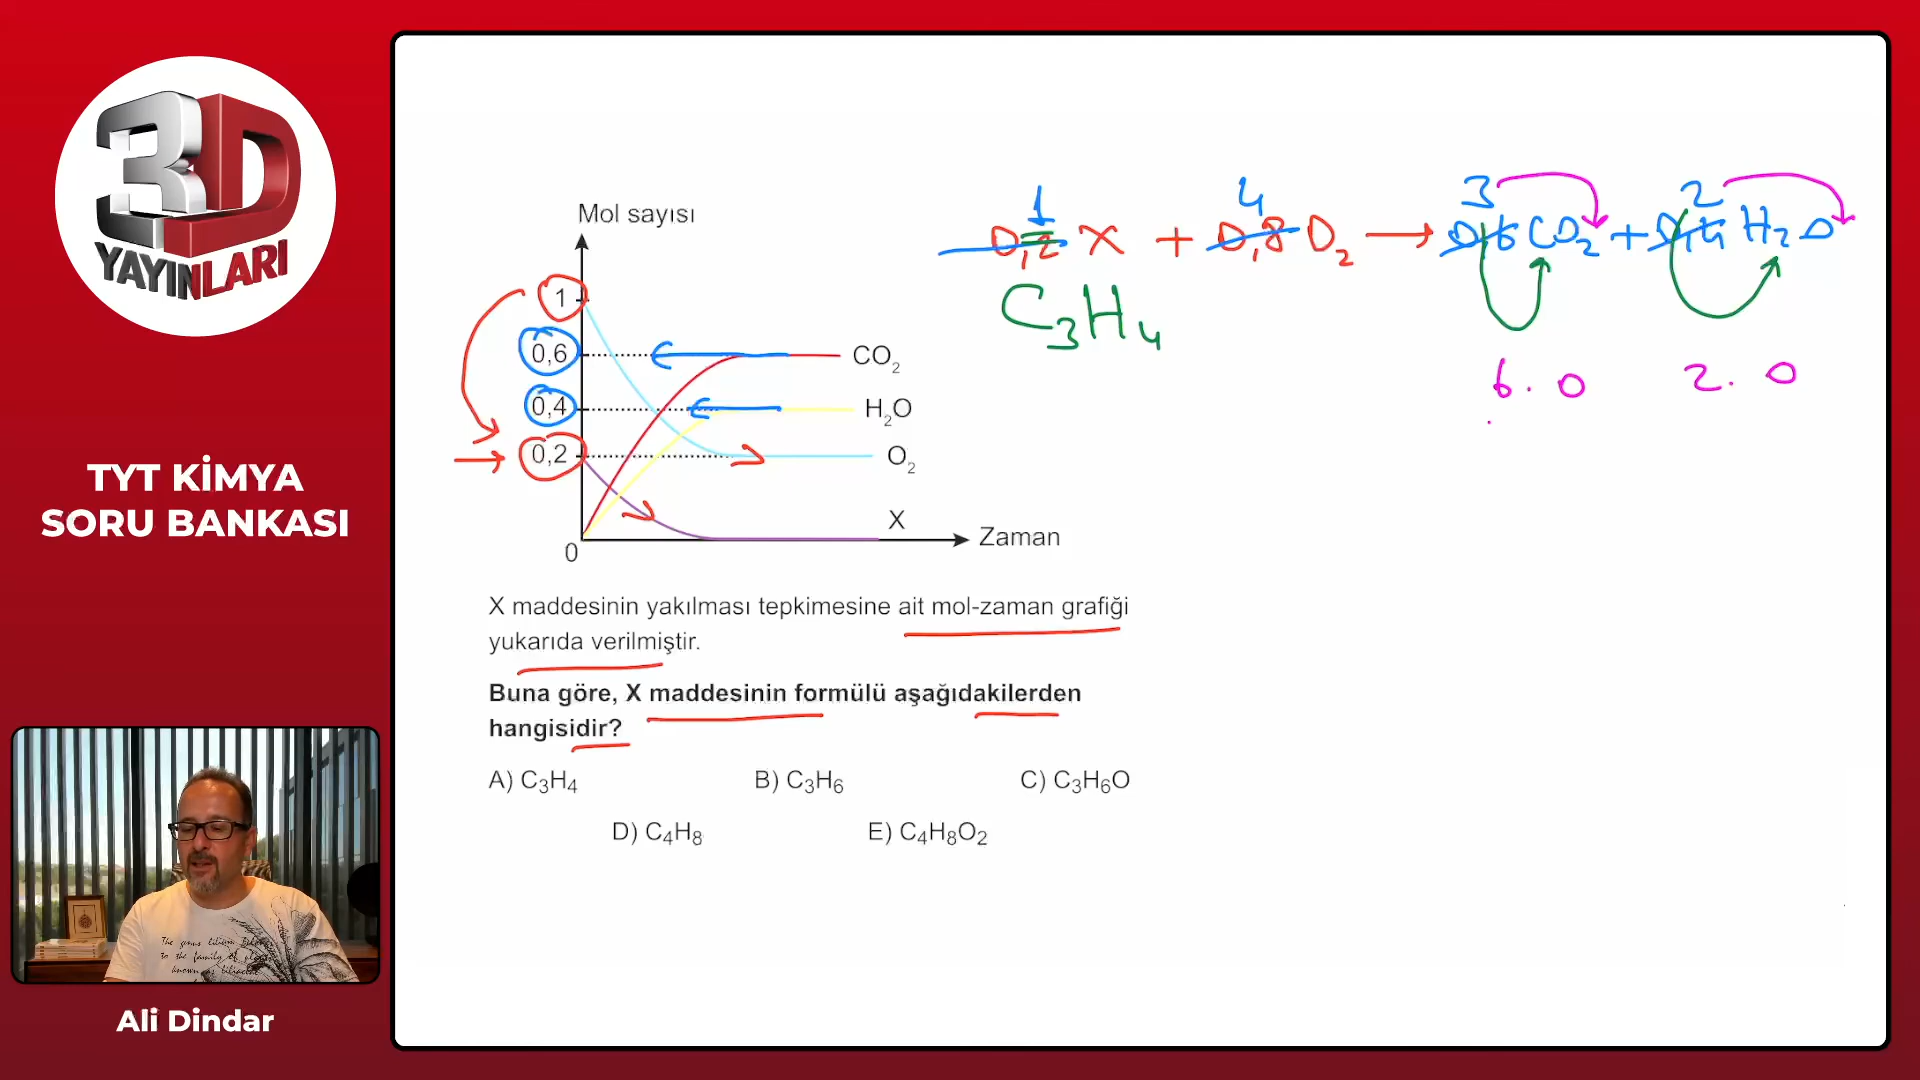 3D
YAYINLARI
TYT KİMYA
SORU BANKASI
Ali Dindar
Mol sayısı
1
0,6
0,4
0,2
0
CO₂
H₂O
O₂
X
Zaman
1 4 3 2
0,2 X + 0,8 O₂ → 0,6 CO₂ + 0,4 H₂O
C₃H₄
6. O 2. O
X maddesinin yakılması tepkimesine ait mol-zaman grafiği
yukarıda verilmiştir.
Buna göre, X maddesinin formülü aşağıdakilerden
hangisidir?
A) C₃H₄ B) C₃H₆ C) C₃H₆O
D) C₄H₈ E) C₄H₈O₂